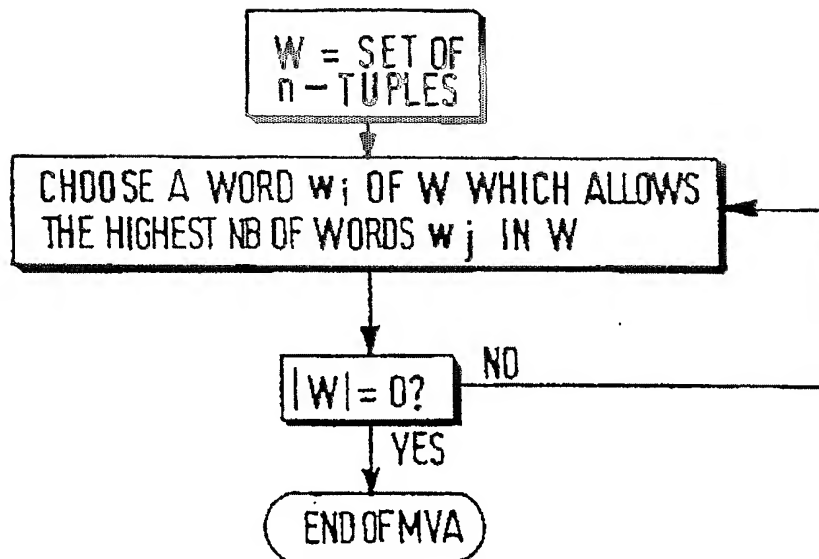 W = SET OF
n-TUPLES
CHOOSE A WORD wi OF W WHICH ALLOWS
THE HIGHEST NB OF WORDS wj IN W
|W| = 0?
NO
YES
END OF MVA